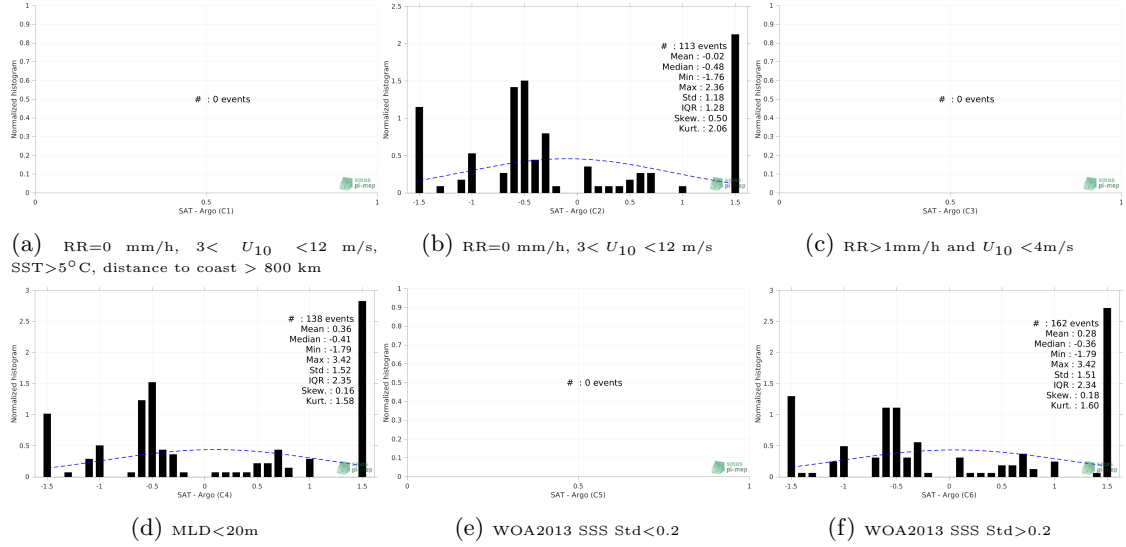 1
0.9
0.8
0.7
0.6
0.5
0.4
0.3
0.2
0.1
0
Normalized histogram
# : 0 events
smos
pi-mep
0 0.5 1
SAT - Argo (C1)
(a) RR=0 mm/h, 3< U10 <12 m/s,
SST>5°C, distance to coast > 800 km
2.5
2
1.5
1
0.5
0
Normalized histogram
# : 113 events
Mean : -0.02
Median : -0.48
Min : -1.76
Max : 2.36
Std : 1.18
IQR : 1.28
Skew. : 0.50
Kurt. : 2.06
smos
pi-mep
-1.5 -1 -0.5 0 0.5 1 1.5
SAT - Argo (C2)
(b) RR=0 mm/h, 3< U10 <12 m/s
1
0.9
0.8
0.7
0.6
0.5
0.4
0.3
0.2
0.1
0
Normalized histogram
# : 0 events
smos
pi-mep
0 0.5 1
SAT - Argo (C3)
(c) RR>1mm/h and U10 <4m/s
4
3
2.5
2
1.5
1
0.5
0
Normalized histogram
# : 138 events
Mean : 0.36
Median : -0.41
Min : -1.79
Max : 3.42
Std : 1.52
IQR : 2.35
Skew. : 0.16
Kurt. : 1.58
smos
pi-mep
-1.5 -1 -0.5 0 0.5 1 1.5
SAT - Argo (C4)
(d) MLD<20m
1
0.9
0.8
0.7
0.6
0.5
0.4
0.3
0.2
0.1
0
Normalized histogram
# : 0 events
smos
pi-mep
0 0.5 1
SAT - Argo (C5)
(e) WOA2013 SSS Std<0.2
3
2.5
2
1.5
1
0.5
0
Normalized histogram
# : 162 events
Mean : 0.28
Median : -0.36
Min : -1.79
Max : 3.42
Std : 1.51
IQR : 2.34
Skew. : 0.18
Kurt. : 1.60
smos
pi-mep
-1.5 -1 -0.5 0 0.5 1 1.5
SAT - Argo (C6)
(f) WOA2013 SSS Std>0.2